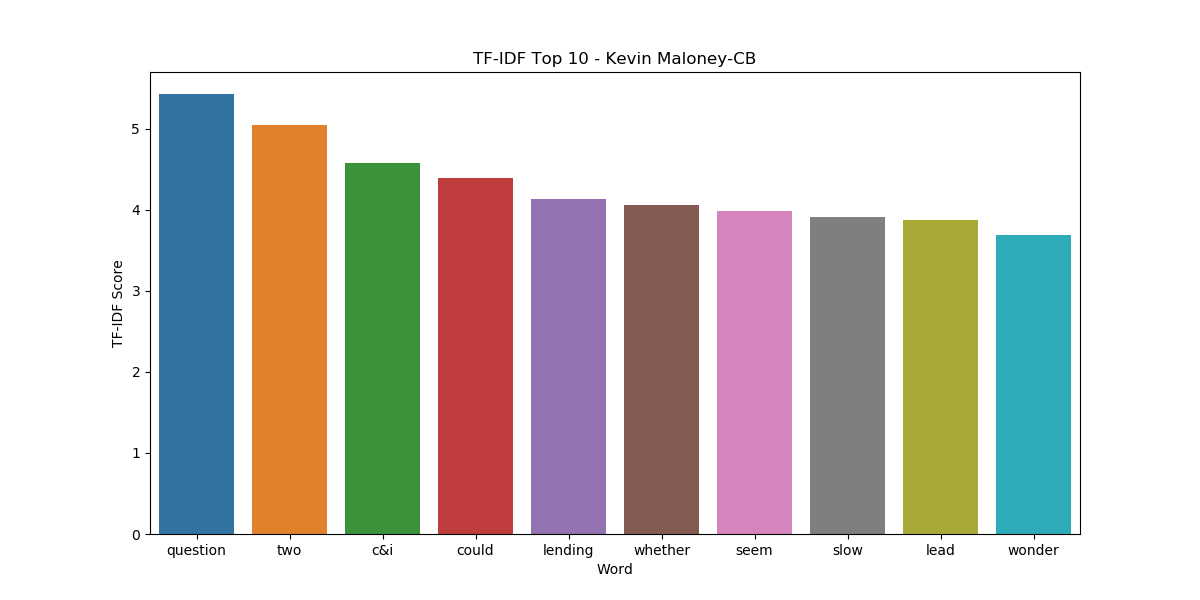 TF-IDF Top 10 - Kevin Maloney-CB
TF-IDF Score
5
4
3
2
1
0
question two c&i could lending whether seem slow lead wonder
Word